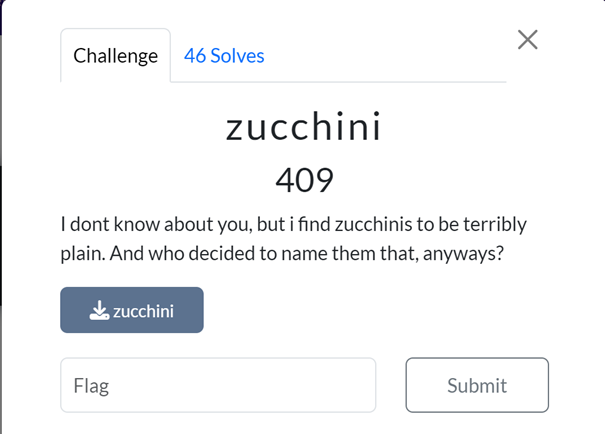 Challenge
46 Solves
zucchini
409
I dont know about you, but i find zucchinis to be terribly
plain. And who decided to name them that, anyways?
zucchini
Flag
Submit